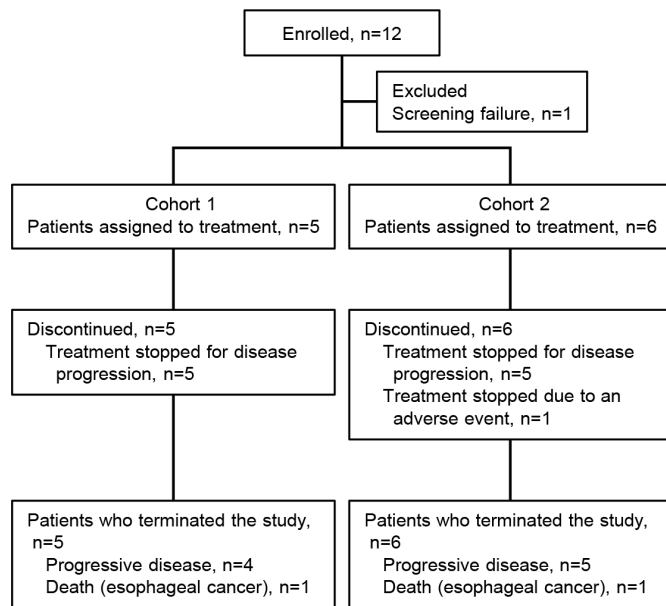 Enrolled, n=12
Excluded
Screening failure, n=1
Cohort 1
Patients assigned to treatment, n=5
Cohort 2
Patients assigned to treatment, n=6
Discontinued, n=5
Treatment stopped for disease
progression, n=5
Discontinued, n=6
Treatment stopped for disease
progression, n=5
Treatment stopped due to an
adverse event, n=1
Patients who terminated the study,
n=5
Progressive disease, n=4
Death (esophageal cancer), n=1
Patients who terminated the study,
n=6
Progressive disease, n=5
Death (esophageal cancer), n=1